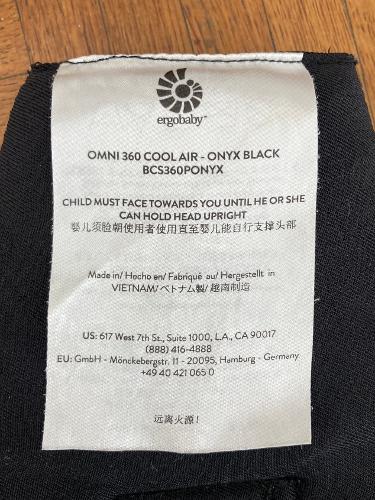 ergobaby™
OMNI 360 COOL AIR - ONYX BLACK
BCS360PONYX
CHILD MUST FACE TOWARDS YOU UNTIL HE OR SHE
CAN HOLD HEAD UPRIGHT
婴儿须脸朝使用者使用直至婴儿能自行支撑头部
Made in/ Hecho en/ Fabriqué au/ Hergestellt in
VIETNAM/ ベトナム製/ 越南制造
US: 617 West 7th St., Suite 1000, L.A., CA 90017
(888) 416-4888
EU: GmbH - Mönckebergstr. 11 - 20095, Hamburg - Germany
+49 40 421 065 0
远离火源!